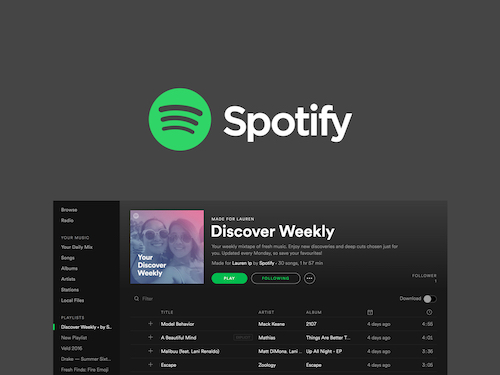 Spotify
Browse
Radio
YOUR MUSIC
Your Daily Mix
Songs
Albums
Artists
Stations
Local Files
PLAYLISTS
Discover Weekly • by S..
New Playlist
Veld 2016
Drake — Summer Sixt...
Fresh Finds: Fire Emoji
Your
Discover
Weekly
MADE FOR LAUREN
Discover Weekly
Your weekly mixtape of fresh music. Enjoy new discoveries and deep cuts chosen just for
you. Updated every Monday, so save your favourites!
Made for Lauren Ip by Spotify • 30 songs, 1 hr 57 min
PLAY
FOLLOWING
FOLLOWER
1
Filter
Download
TITLE ARTIST ALBUM
Model Behavior Mack Keane 2107 4 days ago 4:58
A Beautiful Mind EXPLICIT Mathias Things Are Better T... 4 days ago 4:03
Malibou (feat. Lani Renaldo) Matt DiMona, Lani .. Up All Night - EP 4 days ago 3:36
Escape Zoology Escape 4 days ago